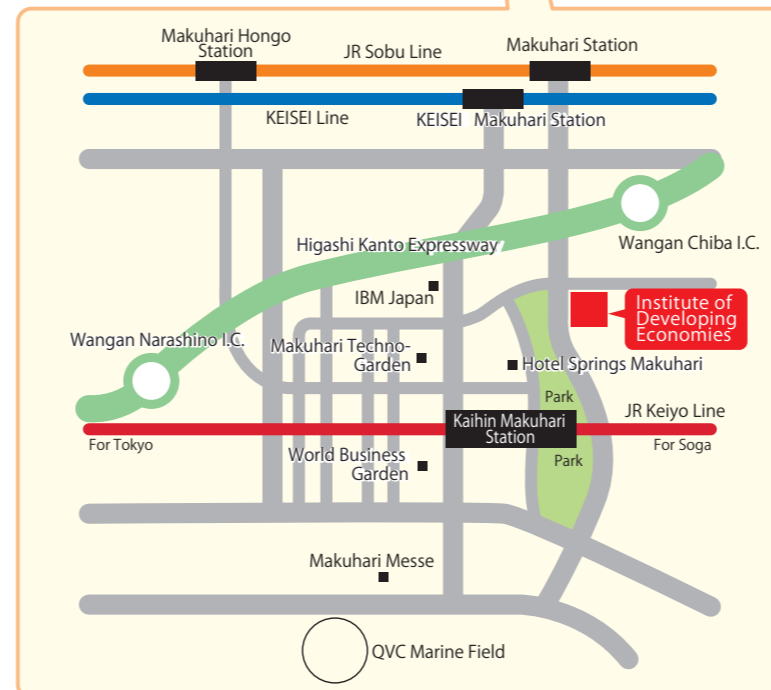 Makuhari Hongo
Station
JR Sobu Line
Makuhari Station
KEISEI Line
KEISEI Makuhari Station
Higashi Kanto Expressway
Wangan Chiba I.C.
IBM Japan
Institute of
Developing
Economies
Wangan Narashino I.C.
Makuhari Techno-
Garden
Hotel Springs Makuhari
Park
JR Keiyo Line
Kaihin Makuhari
Station
For Tokyo
For Soga
World Business
Garden
Park
Makuhari Messe
QVC Marine Field